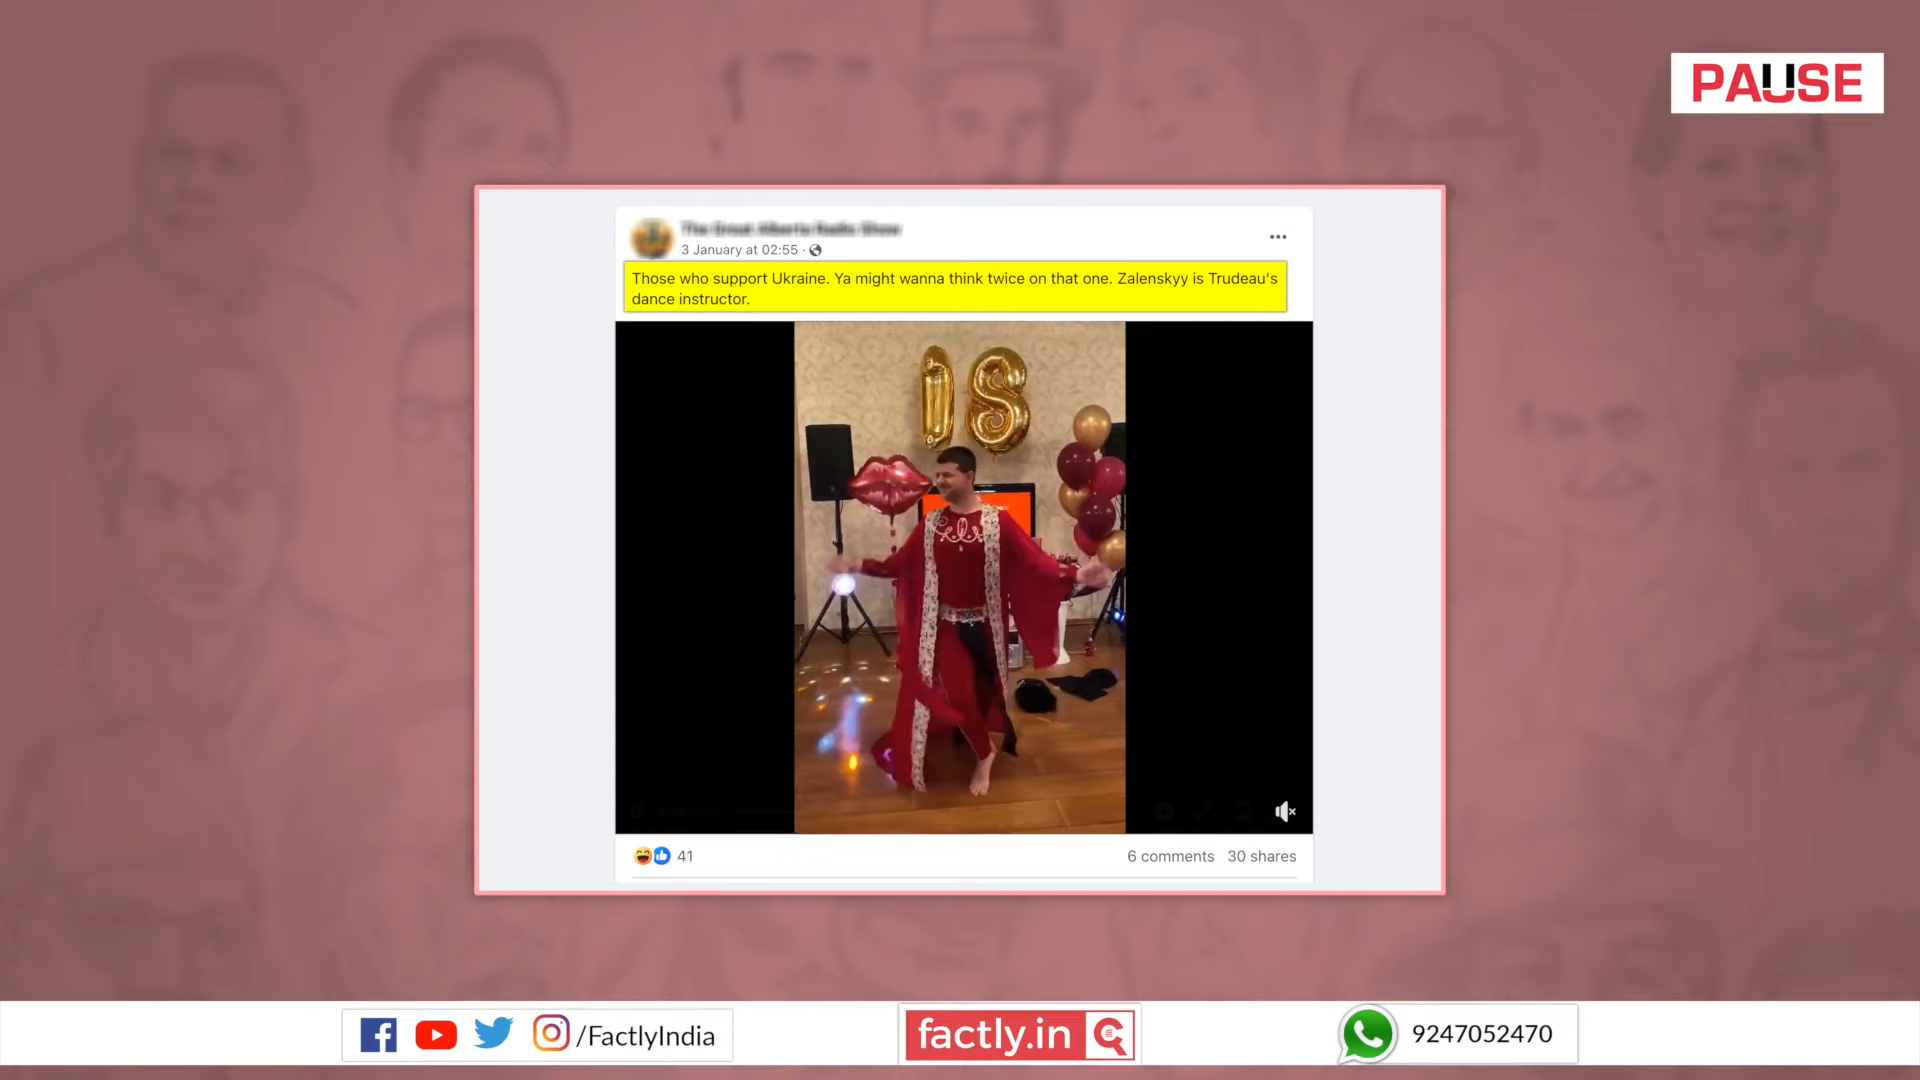 PAUSE
3 January at 02:55 ·
Those who support Ukraine. Ya might wanna think twice on that one. Zalenskyy is Trudeau's
dance instructor.
18
41
6 comments 30 shares
/FactlyIndia
factly.in
9247052470